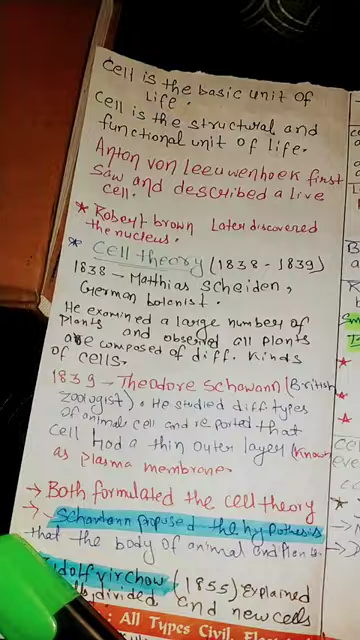 Cell is the basic unit of
Life.
Cell is the structural and
functional unit of life.
Anton von Leeuwenhoek first
saw and described a live
cell.
★ Robert brown Later discovered
the nucleus.
★ Cell theory (1838 - 1839)
1838 - Matthias Scheiden,
German botonist.
He examined a large number of
Plants and observed all Plants
are composed of diff. kinds
of cells.
1839 - Theodore Schawann (British
zoologist). He studied diff types
of animal cell and reported that
cell Had a thin outer layer (known
as plasma membrane.
→ Both formulated the cell theory
→ Schawann propused the hypothesis
that the body of animal and Plan
dolf virchow (1855) Explained
divided and new cells
: All Types Civil